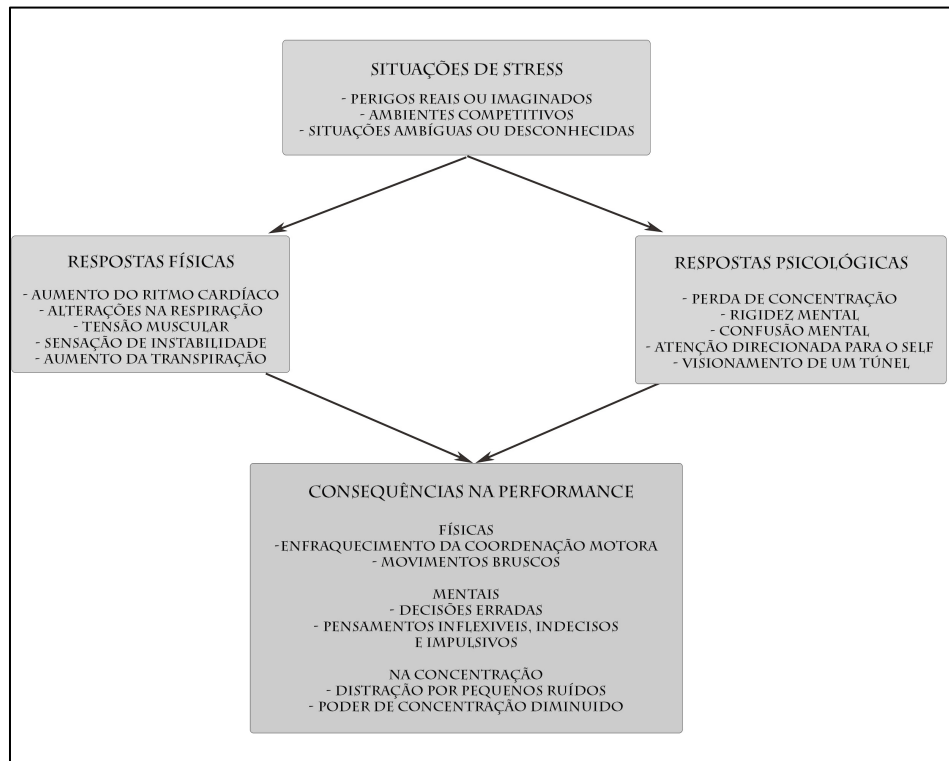 SITUAÇÕES DE STRESS
- PERIGOS REAIS OU IMAGINADOS
- AMBIENTES COMPETITIVOS
- SITUAÇÕES AMBÍGUAS OU DESCONHECIDAS
RESPOSTAS FÍSICAS
- AUMENTO DO RITMO CARDÍACO
- ALTERAÇÕES NA RESPIRAÇÃO
- TENSÃO MUSCULAR
- SENSAÇÃO DE INSTABILIDADE
- AUMENTO DA TRANSPIRAÇÃO
RESPOSTAS PSICOLÓGICAS
- PERDA DE CONCENTRAÇÃO
- RIGIDEZ MENTAL
- CONFUSÃO MENTAL
- ATENÇÃO DIRECIONADA PARA O SELF
- VISIONAMENTO DE UM TÚNEL
CONSEQUÊNCIAS NA PERFORMANCE
FÍSICAS
-ENFRAQUECIMENTO DA COORDENAÇÃO MOTORA
- MOVIMENTOS BRUSCOS
MENTAIS
- DECISÕES ERRADAS
- PENSAMENTOS INFLEXIVEIS, INDECISOS
E IMPULSIVOS
NA CONCENTRAÇÃO
- DISTRAÇÃO POR PEQUENOS RUÍDOS
- PODER DE CONCENTRAÇÃO DIMINUIDO